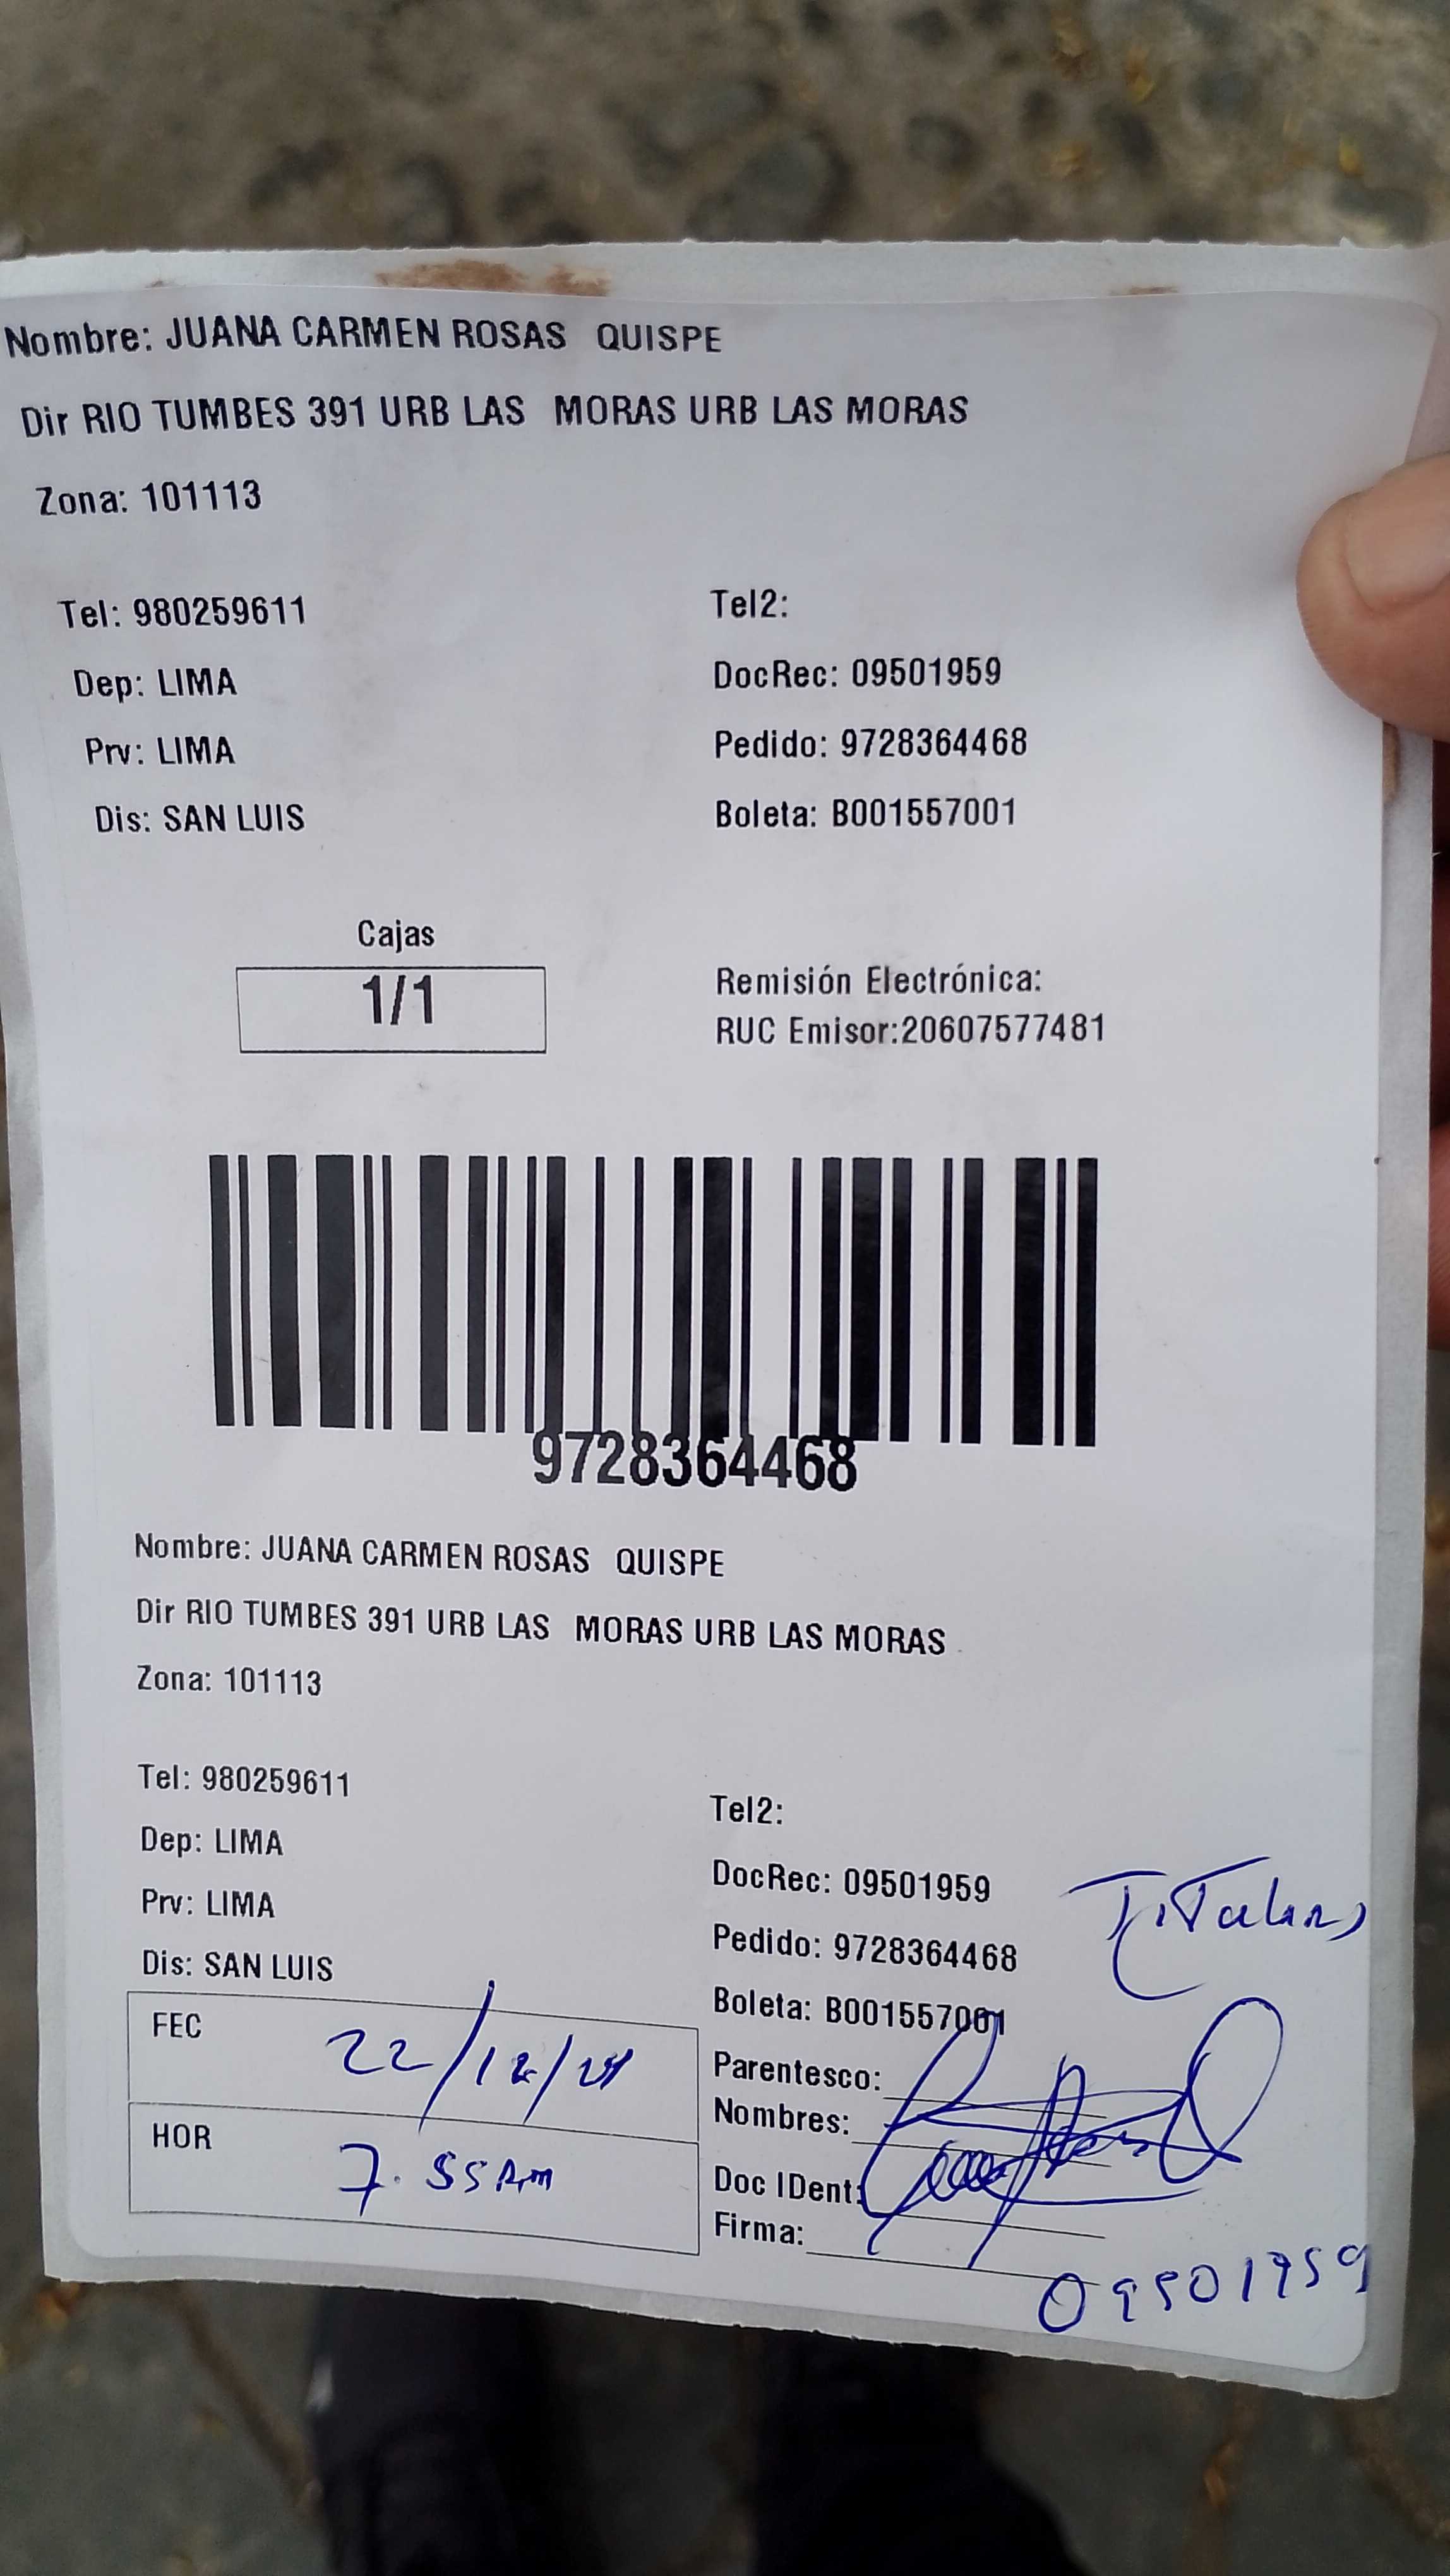 Nombre: JUANA CARMEN ROSAS QUISPE
Dir RIO TUMBES 391 URB LAS MORAS URB LAS MORAS
Zona: 101113
Tel: 980259611
Tel2:
Dep: LIMA
DocRec: 09501959
Prv: LIMA
Pedido: 9728364468
Dis: SAN LUIS
Boleta: B001557001
Cajas
1/1
Remisión Electrónica:
RUC Emisor:20607577481
9728364468
Nombre: JUANA CARMEN ROSAS QUISPE
Dir RIO TUMBES 391 URB LAS MORAS URB LAS MORAS
Zona: 101113
Tel: 980259611
Tel2:
Dep: LIMA
DocRec: 09501959
Prv: LIMA
Pedido: 9728364468
Dis: SAN LUIS
Boleta: B001557001
FEC
Parentesco:
Nombres:
HOR 7.55 Am
Doc IDent:
Firma:
09501959